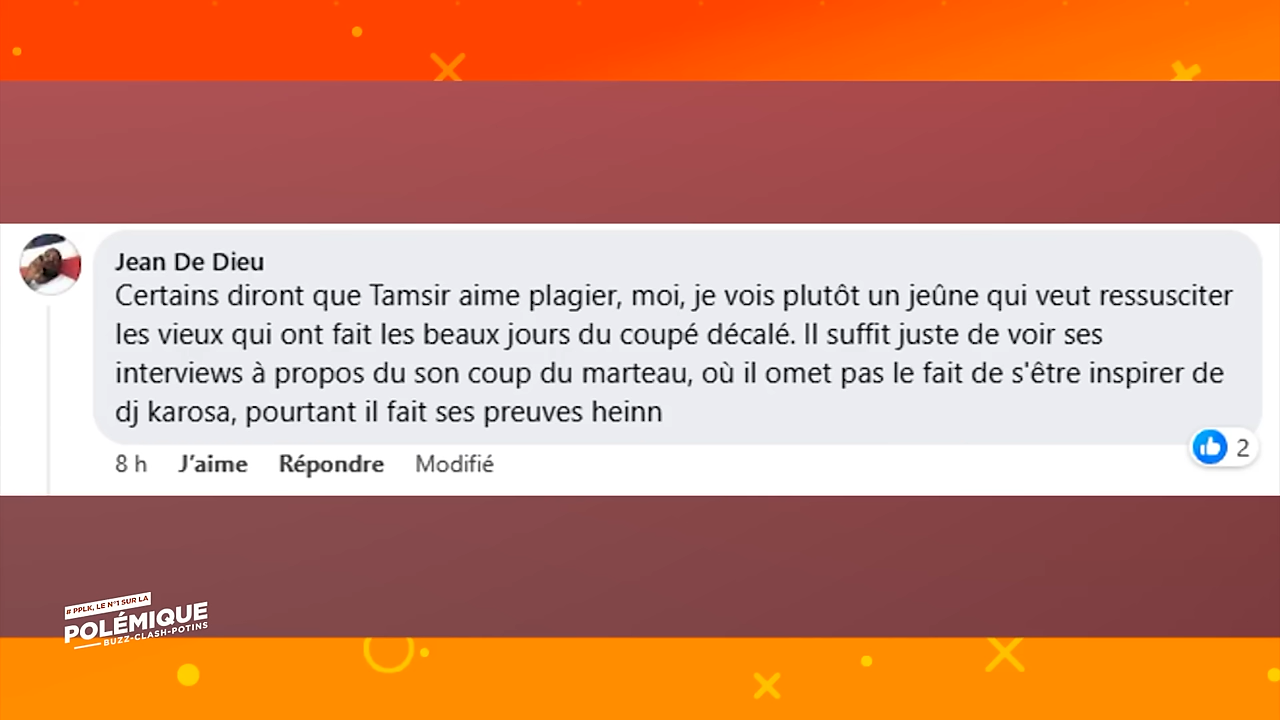 Jean De Dieu
Certains diront que Tamsir aime plagier, moi, je vois plutôt un jeûne qui veut ressusciter
les vieux qui ont fait les beaux jours du coupé décalé. Il suffit juste de voir ses
interviews à propos du son coup du marteau, où il omet pas le fait de s'être inspirer de
dj karosa, pourtant il fait ses preuves heinn
8 h J'aime Répondre Modifié
2
# PPLK, LE N°1 SUR LA
POLÉMIQUE
BUZZ-CLASH-POTINS